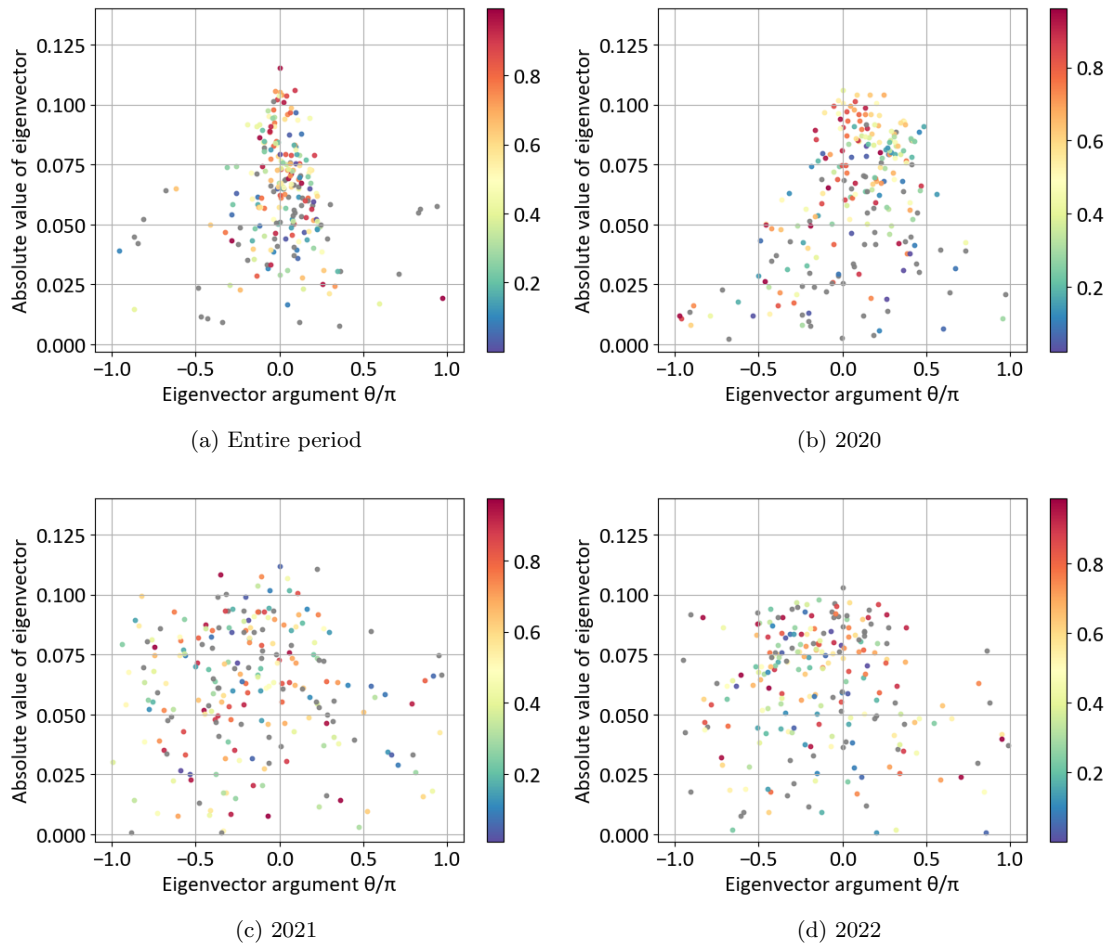 0.125
0.100
0.075
0.050
0.025
0.000
Absolute value of eigenvector
−1.0 −0.5 0.0 0.5 1.0
Eigenvector argument θ/π
0.8
0.6
0.4
0.2
(a) Entire period
0.125
0.100
0.075
0.050
0.025
0.000
Absolute value of eigenvector
−1.0 −0.5 0.0 0.5 1.0
Eigenvector argument θ/π
0.8
0.6
0.4
0.2
(b) 2020
0.125
0.100
0.075
0.050
0.025
0.000
Absolute value of eigenvector
−1.0 −0.5 0.0 0.5 1.0
Eigenvector argument θ/π
0.8
0.6
0.4
0.2
(c) 2021
0.125
0.100
0.075
0.050
0.025
0.000
Absolute value of eigenvector
−1.0 −0.5 0.0 0.5 1.0
Eigenvector argument θ/π
0.8
0.6
0.4
0.2
(d) 2022